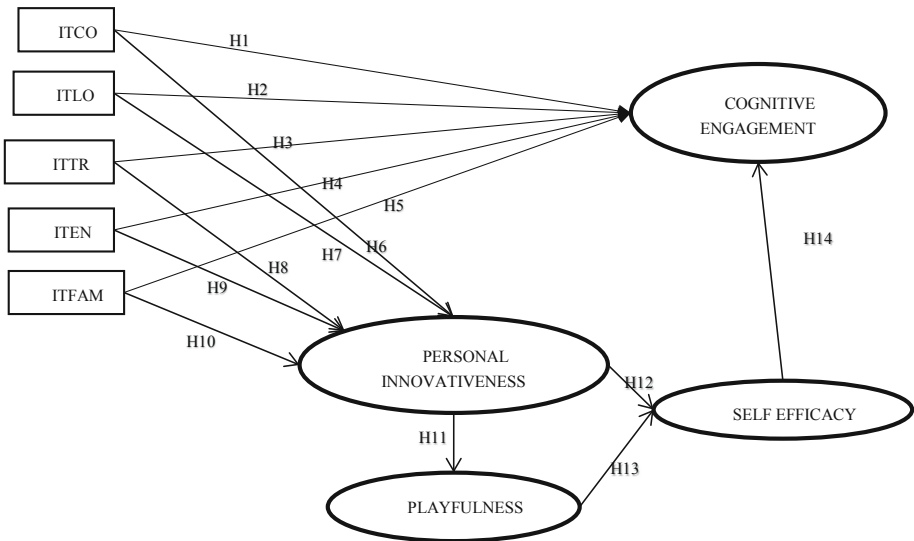 ITCO
H1
ITLO
H2
COGNITIVE
ENGAGEMENT
ITTR
H3
H4
H5
ITEN
H6
H7
H14
H8
ITFAM
H9
H10
PERSONAL
INNOVATIVENESS
H12
SELF EFFICACY
H11
H13
PLAYFULNESS